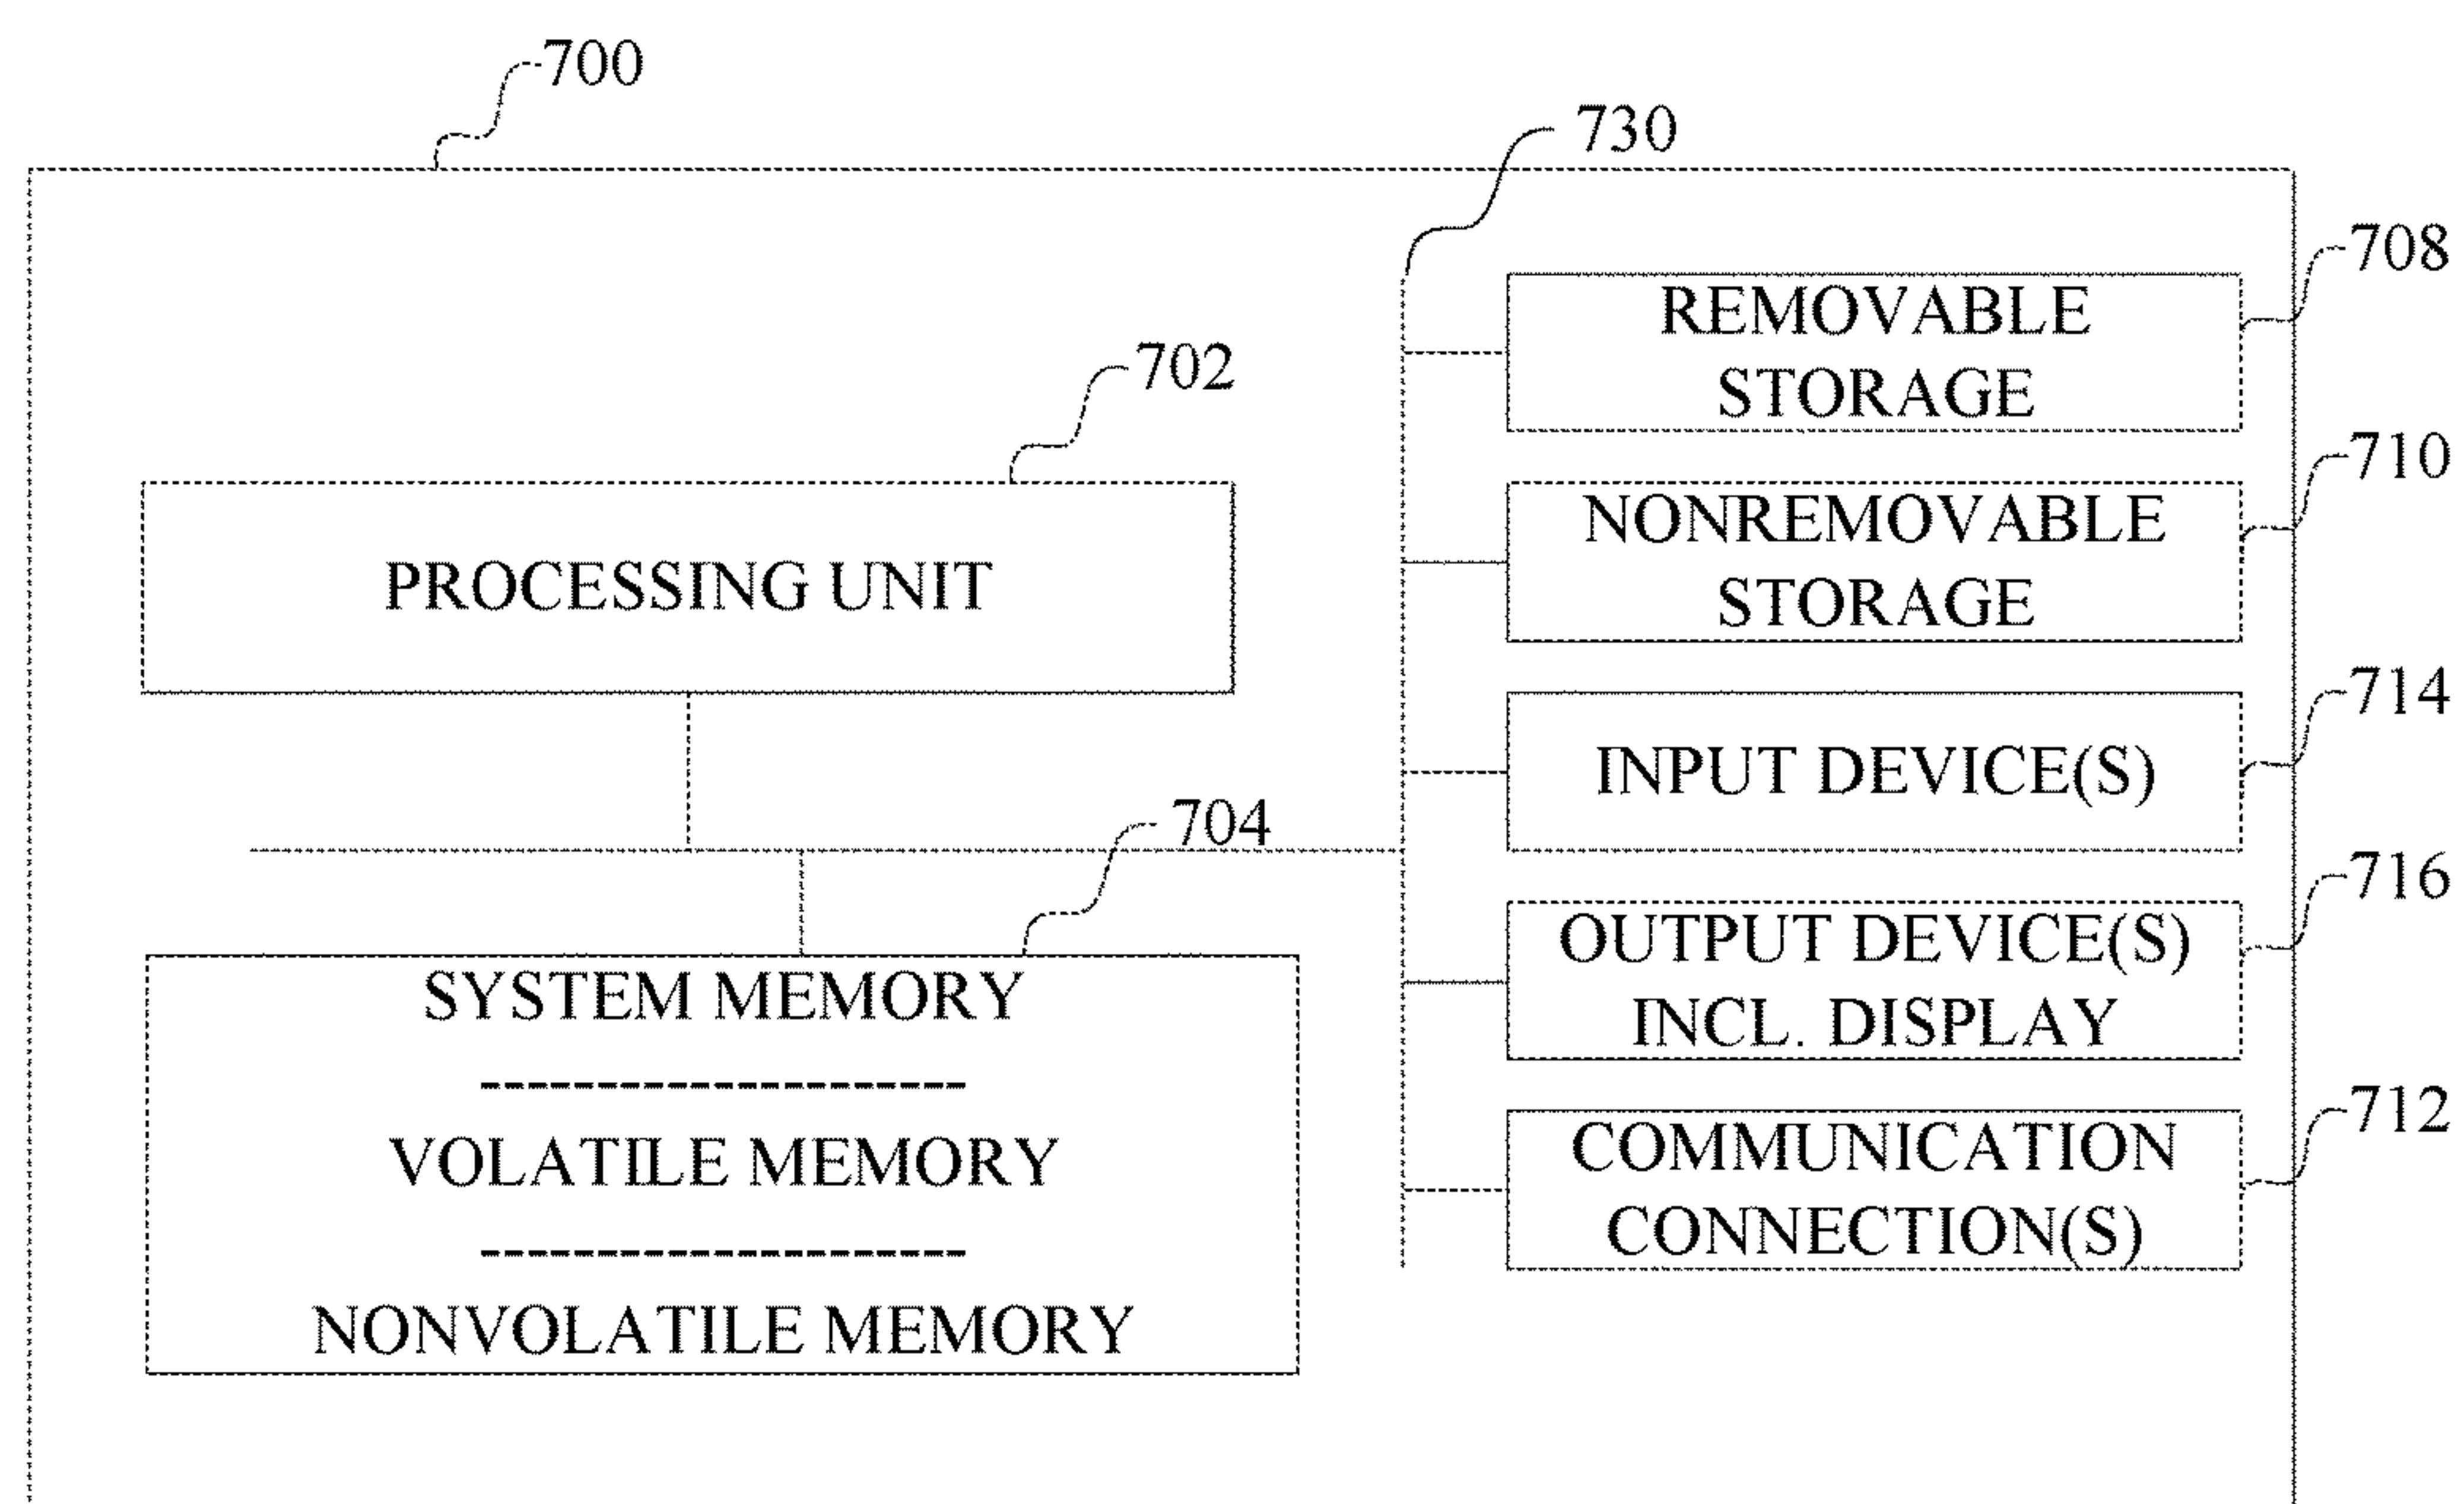 700
730
708
REMOVABLE
STORAGE
702
710
NONREMOVABLE
STORAGE
PROCESSING UNIT
714
INPUT DEVICE(S)
704
716
OUTPUT DEVICE(S)
INCL. DISPLAY
SYSTEM MEMORY
712
VOLATILE MEMORY
COMMUNICATION
CONNECTION(S)
NONVOLATILE MEMORY